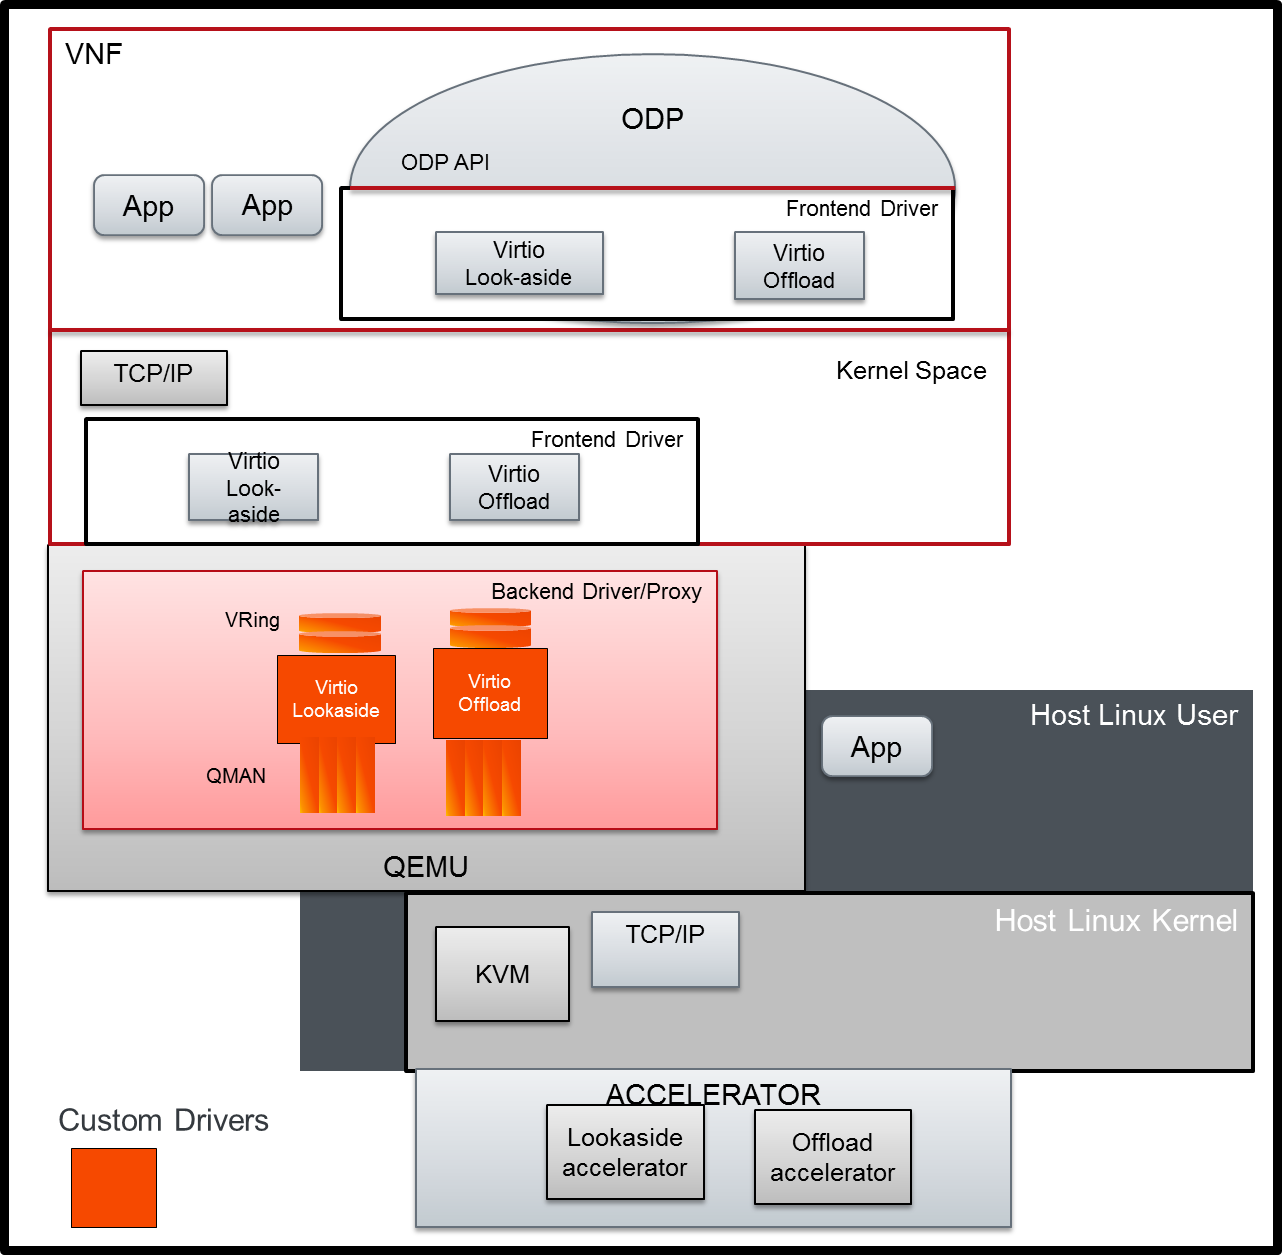 VNF
ODP
ODP API
App
App
Frontend Driver
Virtio
Look-aside
Virtio
Offload
TCP/IP
Kernel Space
Frontend Driver
Virtio
Look-
aside
Virtio
Offload
Backend Driver/Proxy
VRing
Virtio
Lookaside
Virtio
Offload
QMAN
QEMU
Host Linux User
App
Host Linux Kernel
TCP/IP
KVM
ACCELERATOR
Lookaside
accelerator
Offload
accelerator
Custom Drivers